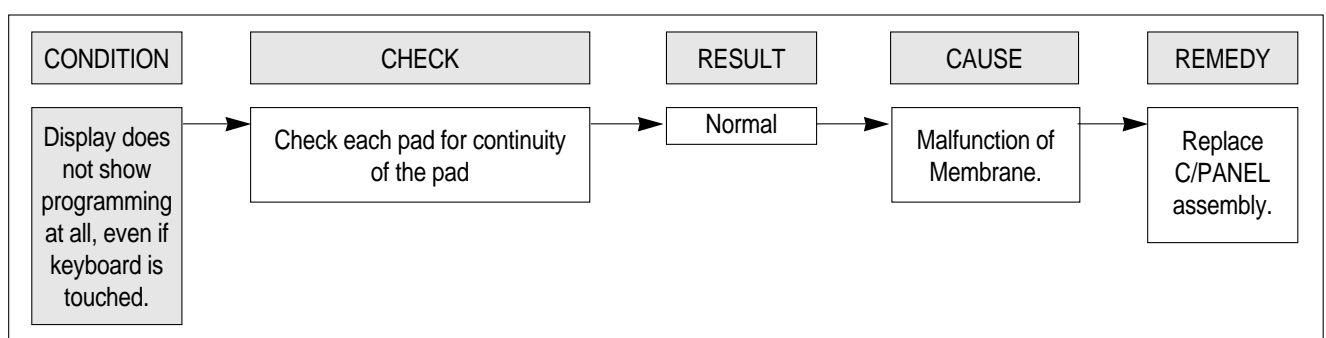 CONDITION
CHECK
RESULT
CAUSE
REMEDY
Display does
not show
programming
at all, even if
keyboard is
touched.
Check each pad for continuity
of the pad
Normal
Malfunction of
Membrane.
Replace
C/PANEL
assembly.